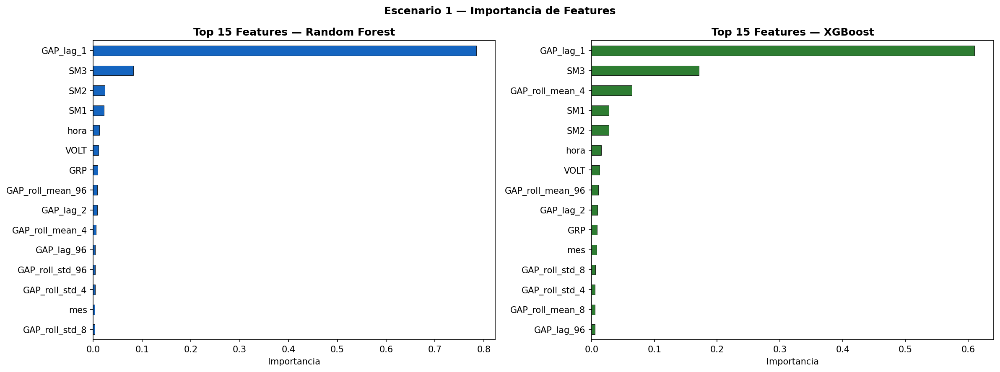 Escenario 1 — Importancia de Features
Top 15 Features — Random Forest
GAP_lag_1
SM3
SM2
SM1
hora
VOLT
GRP
GAP_roll_mean_96
GAP_lag_2
GAP_roll_mean_4
GAP_lag_96
GAP_roll_std_96
GAP_roll_std_4
mes
GAP_roll_std_8
0.0 0.1 0.2 0.3 0.4 0.5 0.6 0.7 0.8
Importancia
Top 15 Features — XGBoost
GAP_lag_1
SM3
GAP_roll_mean_4
SM1
SM2
hora
VOLT
GAP_roll_mean_96
GAP_lag_2
GRP
mes
GAP_roll_std_8
GAP_roll_std_4
GAP_roll_mean_8
GAP_lag_96
0.0 0.1 0.2 0.3 0.4 0.5 0.6
Importancia